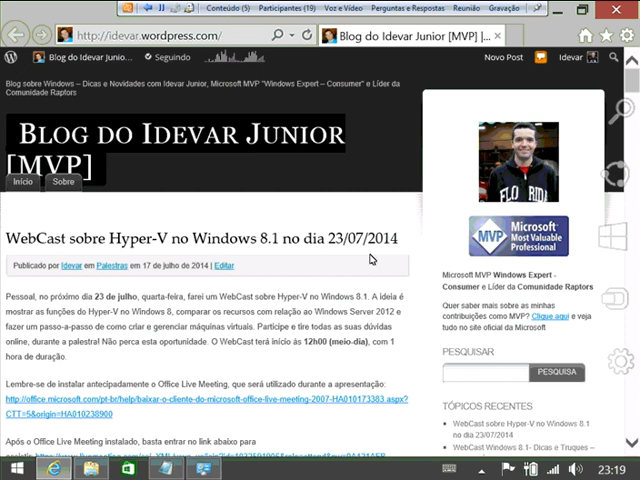 Conteúdo (5) Participantes (19) Voz e Vídeo Perguntas e Respostas Reunião Gravação
http://idevar.wordpress.com/
Blog do Idevar Junior [MVP] |...
Blog do Idevar Junio... Seguindo Novo Post Idevar
Blog sobre Windows – Dicas e Novidades com Idevar Junior, Microsoft MVP "Windows Expert – Consumer" e Líder da
Comunidade Raptors
BLOG DO IDEVAR JUNIOR
[MVP]
Início Sobre
FLO RIDA
MVP Microsoft
Most Valuable
Professional
WebCast sobre Hyper-V no Windows 8.1 no dia 23/07/2014
Publicado por Idevar em Palestras em 17 de julho de 2014 | Editar
Pessoal, no próximo dia 23 de julho, quarta-feira, farei um WebCast sobre Hyper-V no Windows 8.1. A ideia é
mostrar as funções do Hyper-V no Windows 8, comparar os recursos com relação ao Windows Server 2012 e
fazer um passo-a-passo de como criar e gerenciar máquinas virtuais. Participe e tire todas as suas dúvidas
online, durante a palestra! Não perca esta oportunidade. O WebCast terá início às 12h00 (meio-dia), com 1
hora de duração.
Lembre-se de instalar antecipadamente o Office Live Meeting, que será utilizado durante a apresentação:
http://office.microsoft.com/pt-br/help/baixar-o-cliente-do-microsoft-office-live-meeting-2007-HA010173383.aspx?
CTT=5&origin=HA010238900
Após o Office Live Meeting instalado, basta entrar no link abaixo para
Microsoft MVP Windows Expert -
Consumer e Líder da Comunidade Raptors
Quer saber mais sobre as minhas
contribuições como MVP? Clique aqui e veja
tudo no site oficial da Microsoft
PESQUISAR
PESQUISA
TÓPICOS RECENTES
WebCast sobre Hyper-V no Windows 8.1
no dia 23/07/2014
WebCast Windows 8.1- Dicas e Truques –
23:19